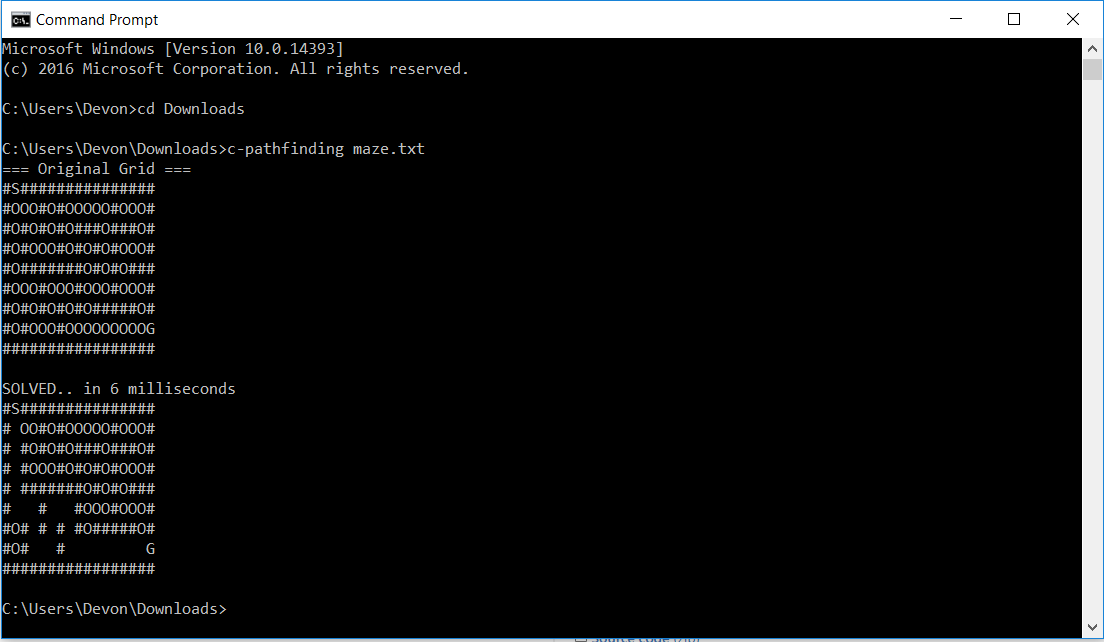 Command Prompt
Microsoft Windows [Version 10.0.14393]
(c) 2016 Microsoft Corporation. All rights reserved.
C:\Users\Devon>cd Downloads
C:\Users\Devon\Downloads>c-pathfinding maze.txt
=== Original Grid ===
#S###############
#OOO#O#OOOOO#OOO#
#O#O#O#O###O###O#
#O#OOO#O#O#O#OOO#
#O#######O#O#O###
#OOO#OOO#OOO#OOO#
#O#O#O#O#O#####O#
#O#OOO#OOOOOOOOOG
#################
SOLVED.. in 6 milliseconds
#S###############
# OO#O#OOOOO#OOO#
# #O#O#O###O###O#
# #OOO#O#O#O#OOO#
# #######O#O#O###
#   #   #OOO#OOO#
#O# # # #O#####O#
#O#   #         G
#################
C:\Users\Devon\Downloads>